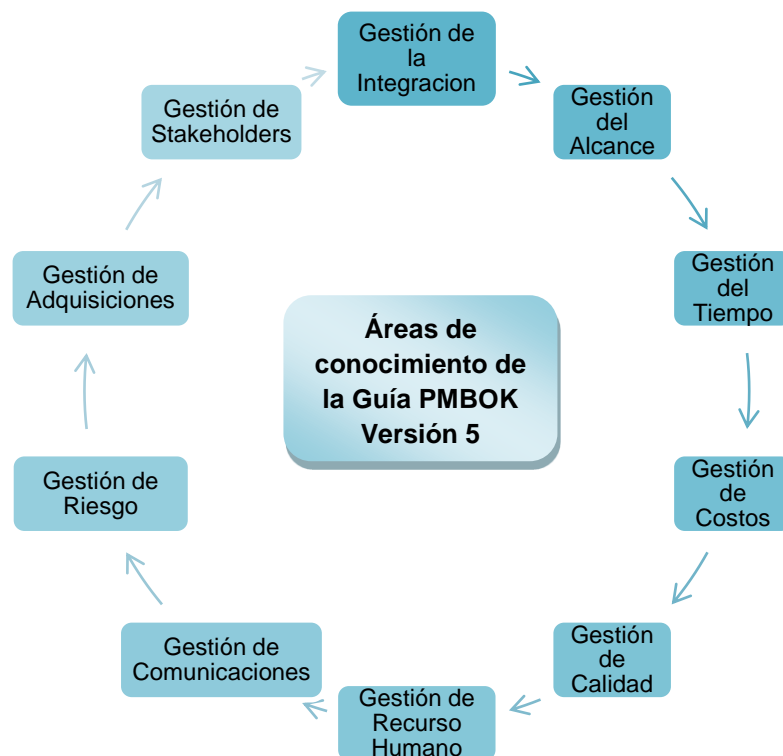 Gestión de
la
Integracion
Gestión
del
Alcance
Gestión
del
Tiempo
Gestión
de
Costos
Gestión
de
Calidad
Gestión de
Recurso
Humano
Gestión de
Comunicaciones
Gestión de
Riesgo
Gestión de
Adquisiciones
Gestión de
Stakeholders
Áreas de
conocimiento de
la Guía PMBOK
Versión 5